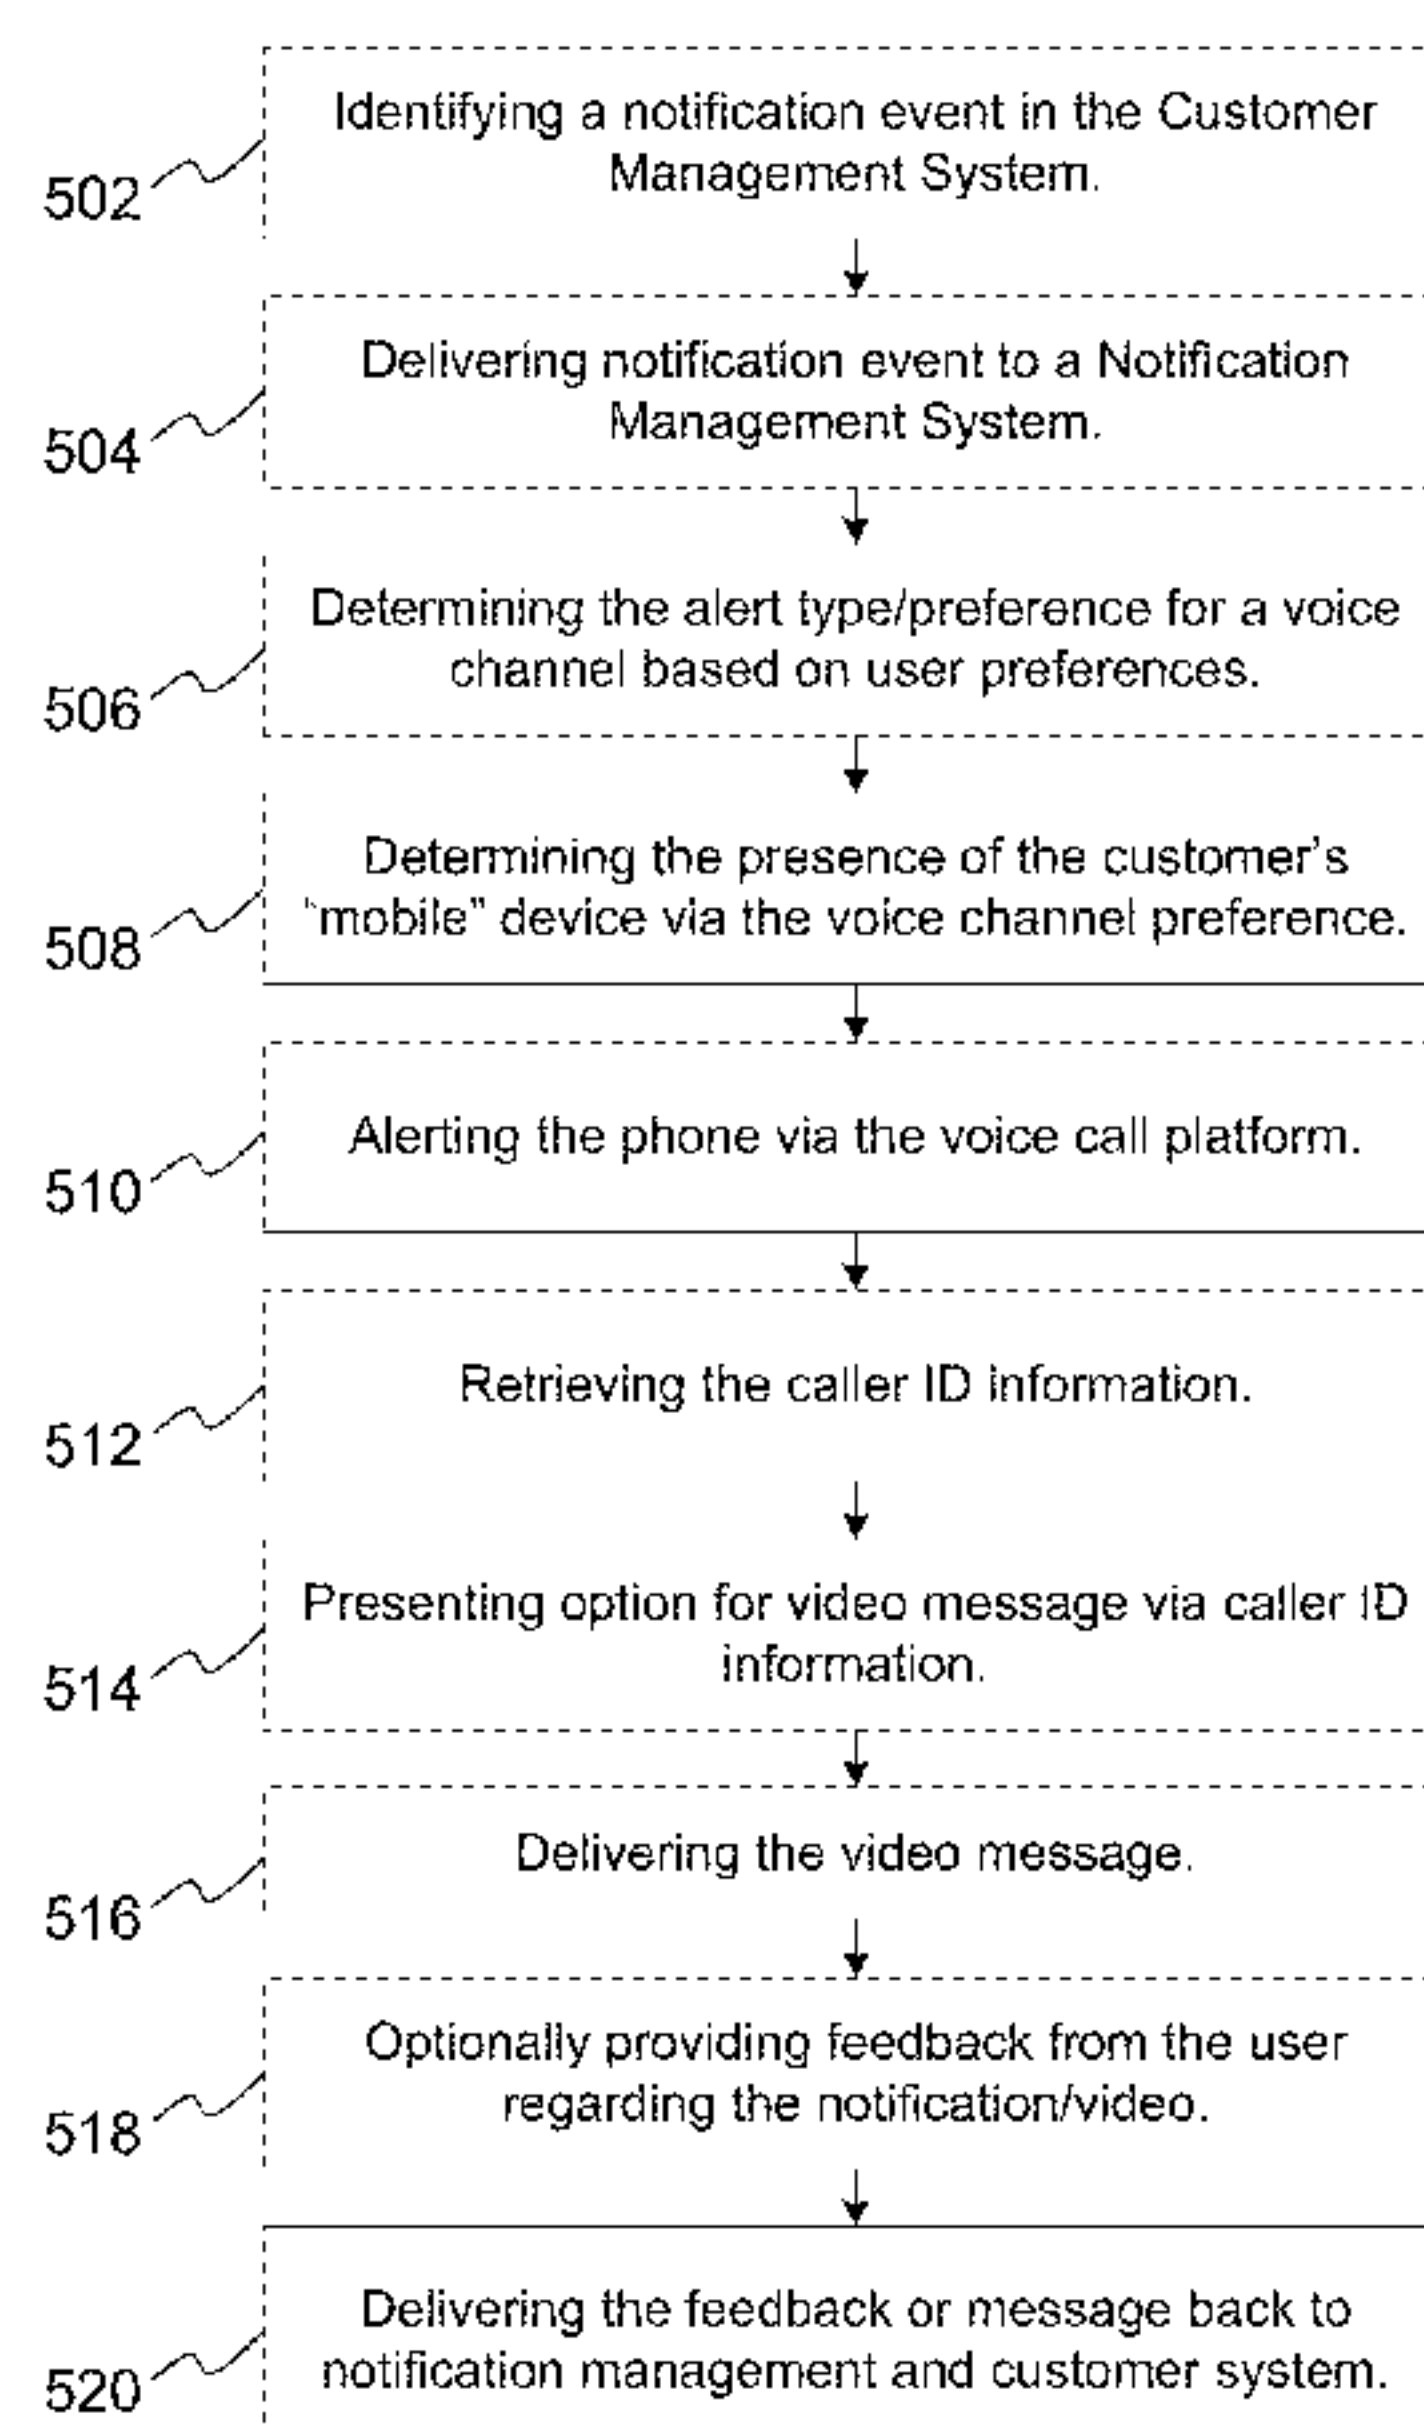 Identifying a notification event in the Customer
Management System.
502
Delivering notification event to a Notification
Management System.
504
Determining the alert type/preference for a voice
channel based on user preferences.
506
Determining the presence of the customer's
"mobile" device via the voice channel preference.
508
Alerting the phone via the voice call platform.
510
Retrieving the caller ID information.
512
Presenting option for video message via caller ID
information.
514
Delivering the video message.
516
Optionally providing feedback from the user
regarding the notification/video.
518
Delivering the feedback or message back to
notification management and customer system.
520